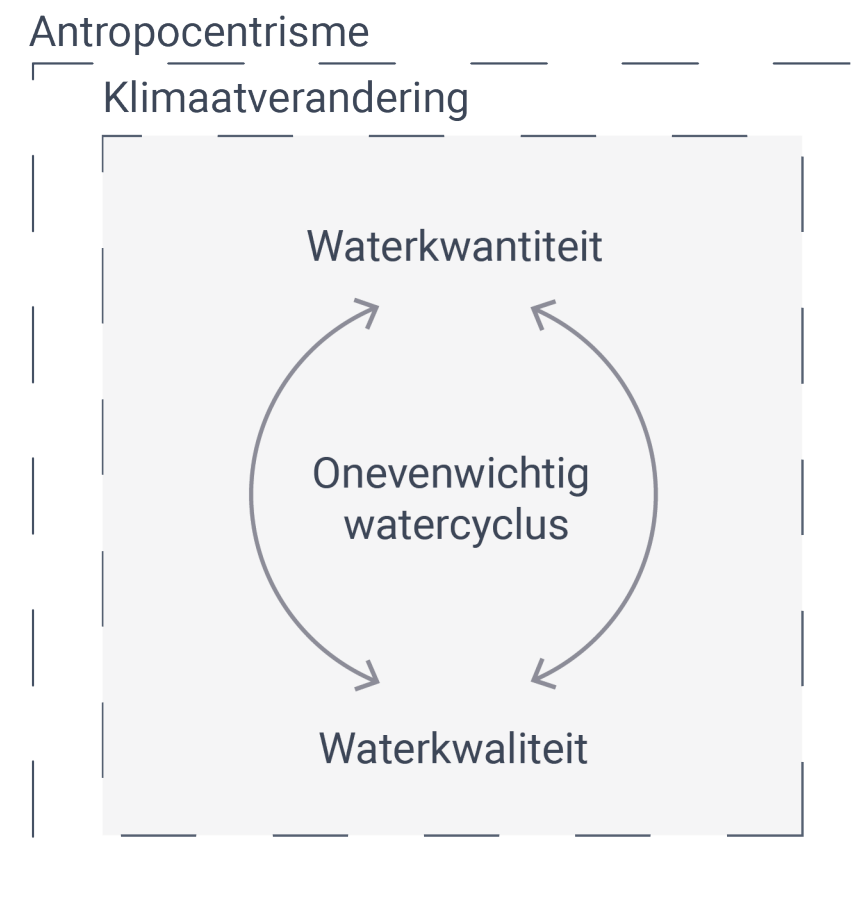 Antropocentrisme
Klimaatverandering
Waterkwantiteit
Onevenwichtig
watercyclus
Waterkwaliteit